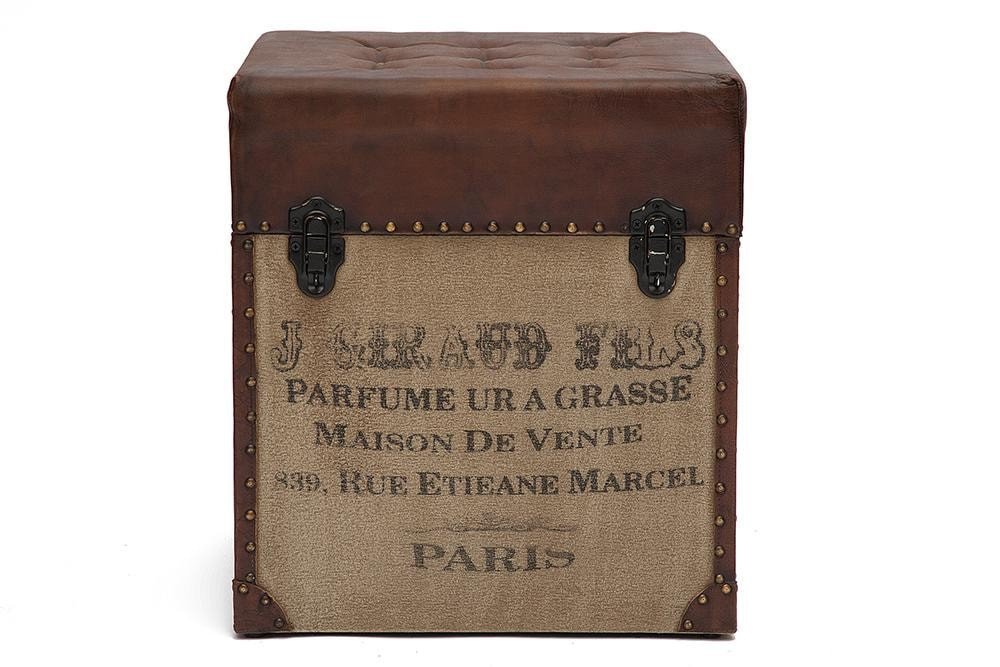 J GIRAUD FILS
PARFUME UR A GRASSE
MAISON DE VENTE
839, RUE ETIEANE MARCEL
PARIS